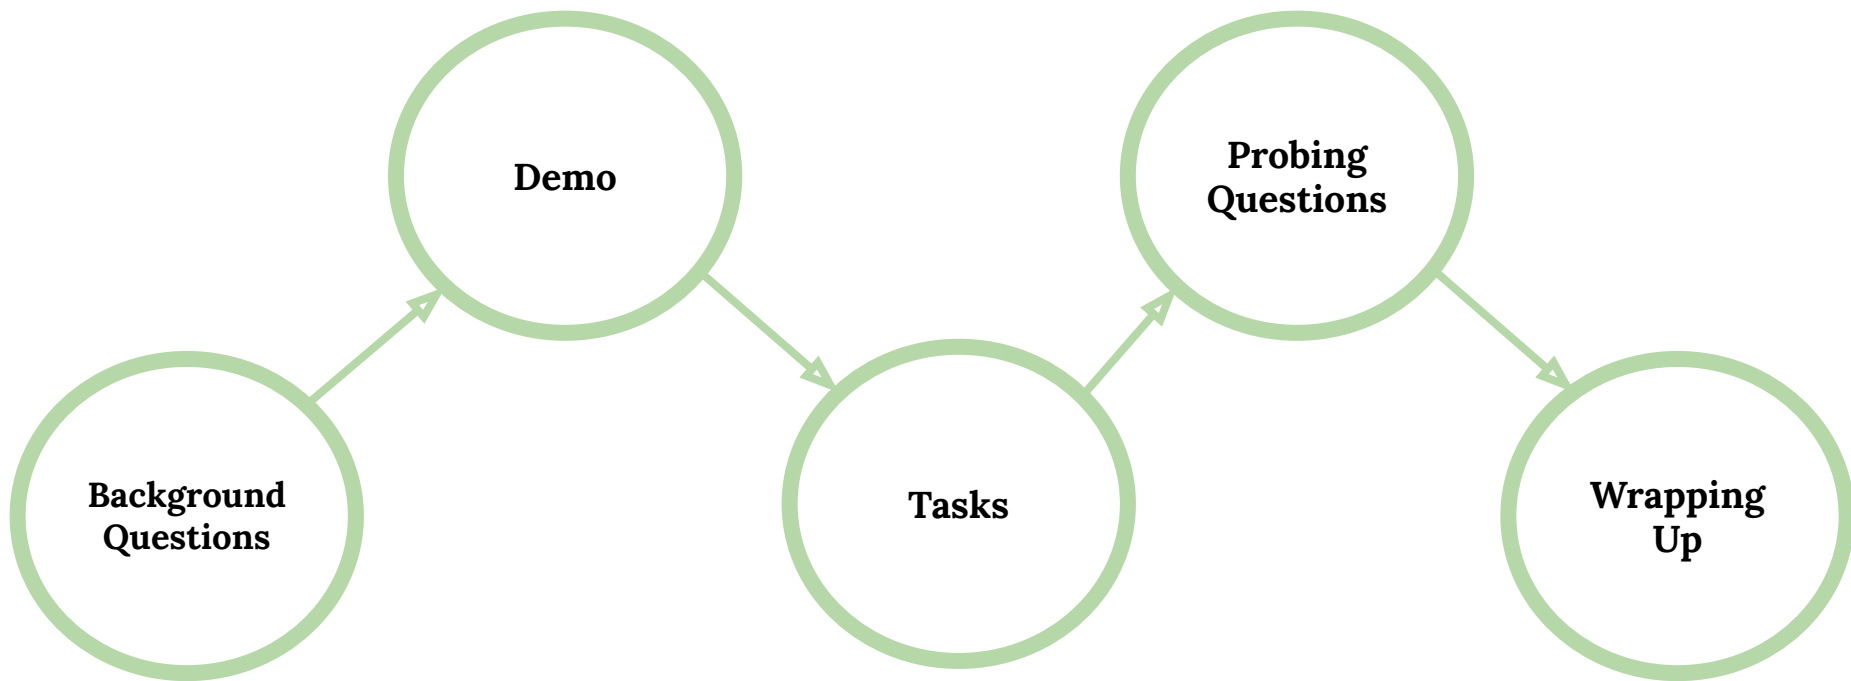 Background
Questions
Demo
Tasks
Probing
Questions
Wrapping
Up